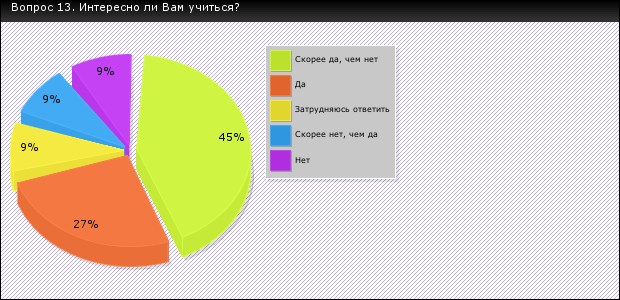 Вопрос 13. Интересно ли Вам учиться?
9%
9%
9%
45%
27%
Скорее да, чем нет
Да
Затрудняюсь ответить
Скорее нет, чем да
Нет